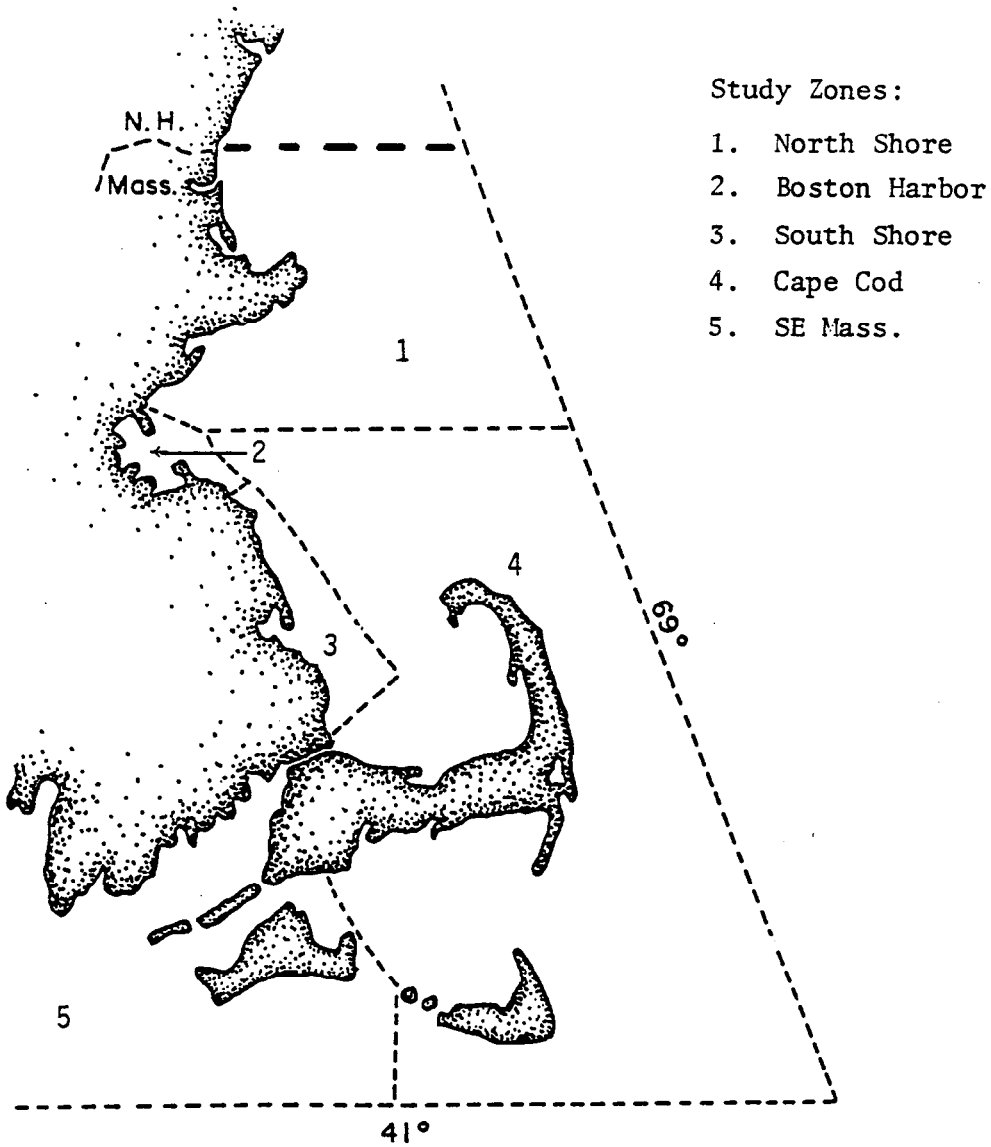 Study Zones:
1. North Shore
2. Boston Harbor
3. South Shore
4. Cape Cod
5. SE Mass.
N.H.
Mass.
1
2
4
3
69°
5
41°